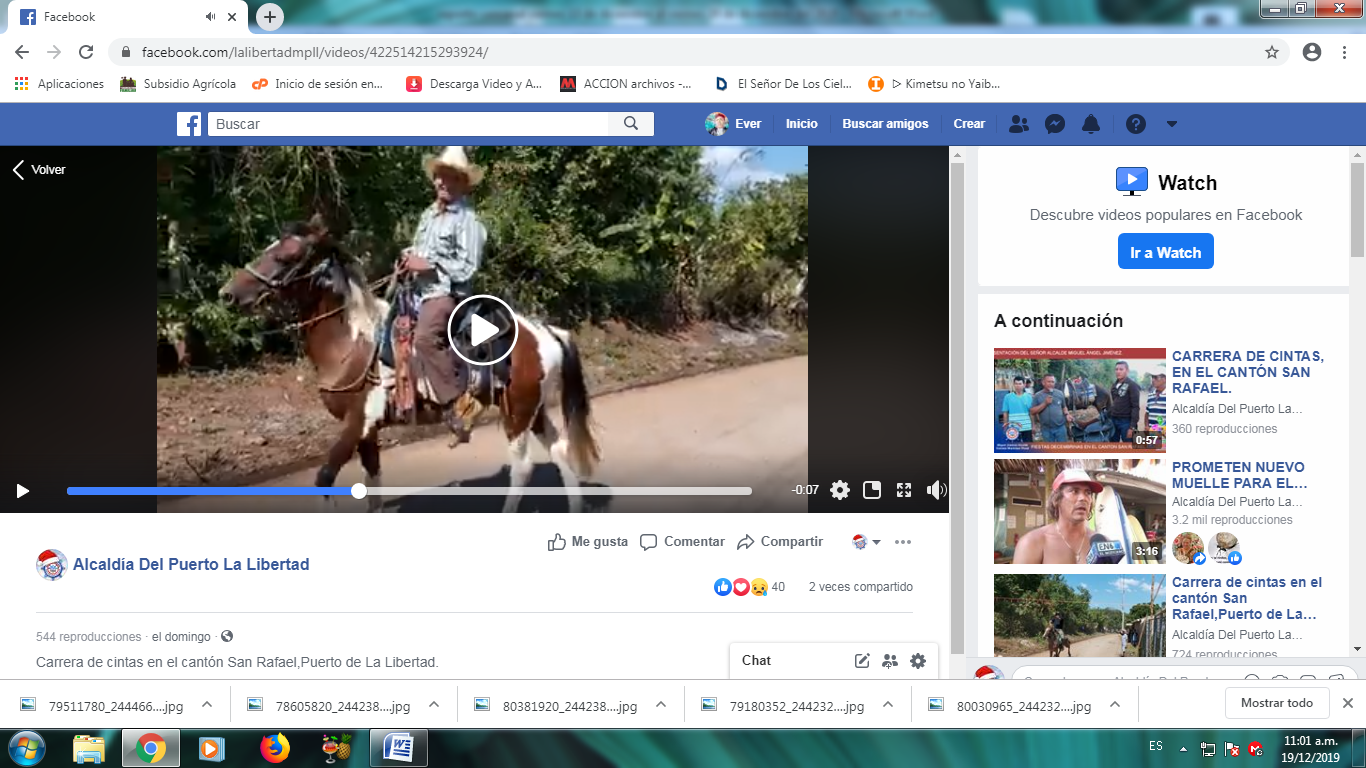 Facebook
facebook.com/lalibertadmpll/videos/422514215293924/
Aplicaciones
Subsidio Agrícola
Inicio de sesión en...
Descarga Video y A...
ACCION archivos -...
El Señor De Los Ciel...
▷ Kimetsu no Yaib...
Buscar
Ever
Inicio
Buscar amigos
Crear
Volver
-0:07
Alcaldía Del Puerto La Libertad
Me gusta
Comentar
Compartir
40
2 veces compartido
544 reproducciones · el domingo ·
Carrera de cintas en el cantón San Rafael,Puerto de La Libertad.
Watch
Descubre videos populares en Facebook
Ir a Watch
A continuación
SENTACIÓN DEL SEÑOR ALCALDE MIGUEL ÁNGEL JIMÉNEZ
0:57
CARRERA DE CINTAS,
EN EL CANTÓN SAN
RAFAEL.
Alcaldía Del Puerto La...
360 reproducciones
3:16
PROMETEN NUEVO
MUELLE PARA EL...
Alcaldía Del Puerto La...
3.2 mil reproducciones
Carrera de cintas en el
cantón San
Rafael,Puerto de La...
Alcaldía Del Puerto La...
724 reproducciones
Chat
79511780_244466....jpg
78605820_244238....jpg
80381920_244238....jpg
79180352_244232....jpg
80030965_244232....jpg
Mostrar todo
ES
11:01 a.m.
19/12/2019